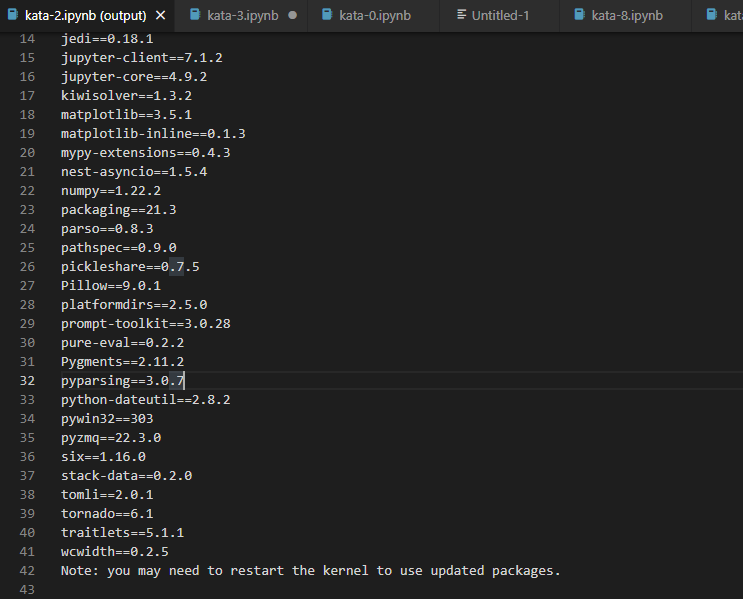 kata-2.ipynb (output) kata-3.ipynb kata-0.ipynb Untitled-1 kata-8.ipynb kat
14 jedi==0.18.1
15 jupyter-client==7.1.2
16 jupyter-core==4.9.2
17 kiwisolver==1.3.2
18 matplotlib==3.5.1
19 matplotlib-inline==0.1.3
20 mypy-extensions==0.4.3
21 nest-asyncio==1.5.4
22 numpy==1.22.2
23 packaging==21.3
24 parso==0.8.3
25 pathspec==0.9.0
26 pickleshare==0.7.5
27 Pillow==9.0.1
28 platformdirs==2.5.0
29 prompt-toolkit==3.0.28
30 pure-eval==0.2.2
31 Pygments==2.11.2
32 pyparsing==3.0.7
33 python-dateutil==2.8.2
34 pywin32==303
35 pyzmq==22.3.0
36 six==1.16.0
37 stack-data==0.2.0
38 tomli==2.0.1
39 tornado==6.1
40 traitlets==5.1.1
41 wcwidth==0.2.5
42 Note: you may need to restart the kernel to use updated packages.
43